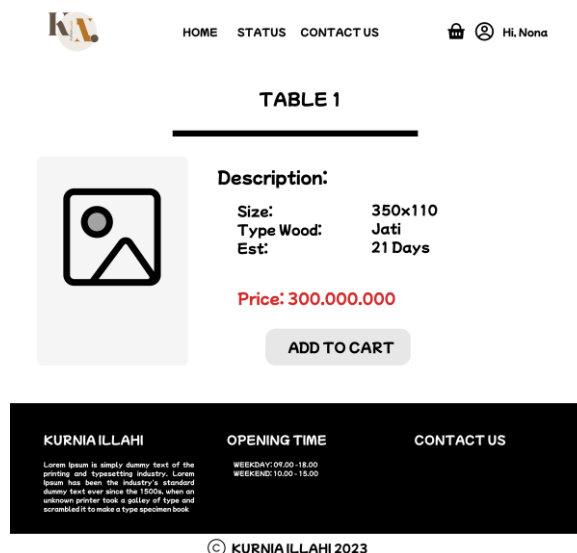 KA.
HOME STATUS CONTACT US
Hi, Nona
TABLE 1
Description:
Size: 350x110
Type Wood: Jati
Est: 21 Days
Price: 300.000.000
ADD TO CART
KURNIA ILLAHI
Lorem Ipsum is simply dummy text of the
printing and typesetting industry. Lorem
Ipsum has been the industry's standard
dummy text ever since the 1500s, when an
unknown printer took a galley of type and
scrambled it to make a type specimen book
OPENING TIME
WEEKDAY: 09.00 - 18.00
WEEKEND: 10.00 - 15.00
CONTACT US
© KURNIA ILLAHI 2023